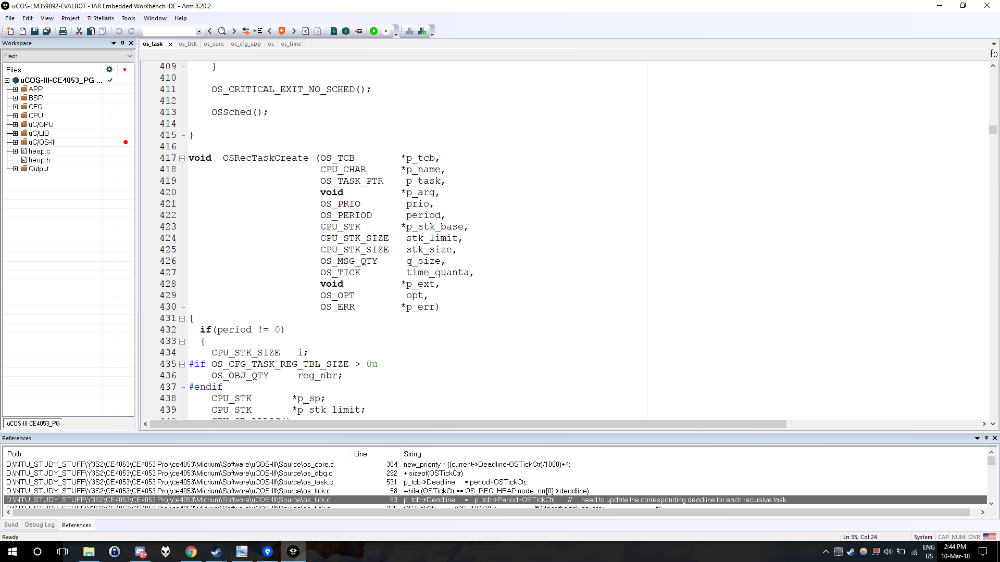 uCOS-LM3S9B92-EVALBOT - IAR Embedded Workbench IDE - Arm 8.20.2
File Edit View Project TI Stellaris Tools Window Help
Workspace
os_task os_tick os_core os_cfg_app os os_time
Flash
f()
Files
uCOS-III-CE4053_PG ...
APP
BSP
CFG
CPU
uC/CPU
uC/LIB
uC/OS-III
heap.c
heap.h
Output
uCOS-III-CE4053_PG
409 }
410
411 OS_CRITICAL_EXIT_NO_SCHED();
412
413 OSSched();
414
415 }
416
417 void OSRecTaskCreate (OS_TCB *p_tcb,
418 CPU_CHAR *p_name,
419 OS_TASK_PTR p_task,
420 void *p_arg,
421 OS_PRIO prio,
422 OS_PERIOD period,
423 CPU_STK *p_stk_base,
424 CPU_STK_SIZE stk_limit,
425 CPU_STK_SIZE stk_size,
426 OS_MSG_QTY q_size,
427 OS_TICK time_quanta,
428 void *p_ext,
429 OS_OPT opt,
430 OS_ERR *p_err)
431 {
432 if(period != 0)
433 {
434 CPU_STK_SIZE i;
435 #if OS_CFG_TASK_REG_TBL_SIZE > 0u
436 OS_OBJ_QTY reg_nbr;
437 #endif
438 CPU_STK *p_sp;
439 CPU_STK *p_stk_limit;
References
Path Line String
D:\NTU_STUDY_STUFF\Y3S2\CE4053\CE4053 Proj\ce4053\Micrium\Software\uCOS-III\Source\os_core.c 384 new_priority = ((current->Deadline-OSTickCtr)/1000)+4;
D:\NTU_STUDY_STUFF\Y3S2\CE4053\CE4053 Proj\ce4053\Micrium\Software\uCOS-III\Source\os_dbg.c 292 + sizeof(OSTickCtr)
D:\NTU_STUDY_STUFF\Y3S2\CE4053\CE4053 Proj\ce4053\Micrium\Software\uCOS-III\Source\os_task.c 531 p_tcb->Deadline = period+OSTickCtr;
D:\NTU_STUDY_STUFF\Y3S2\CE4053\CE4053 Proj\ce4053\Micrium\Software\uCOS-III\Source\os_tick.c 58 while (OSTickCtr == OS_REC_HEAP.node_arr[0]->deadline)
D:\NTU_STUDY_STUFF\Y3S2\CE4053\CE4053 Proj\ce4053\Micrium\Software\uCOS-III\Source\os_tick.c 83 p_tcb->Deadline = p_tcb->Period+OSTickCtr; // need to update the corresponding deadline for each recursive task
Build Debug Log References
Ready Ln 35, Col 24 System CAP NUM OVR
9+
PDF
ENG
US
2:44 PM
10-Mar-18